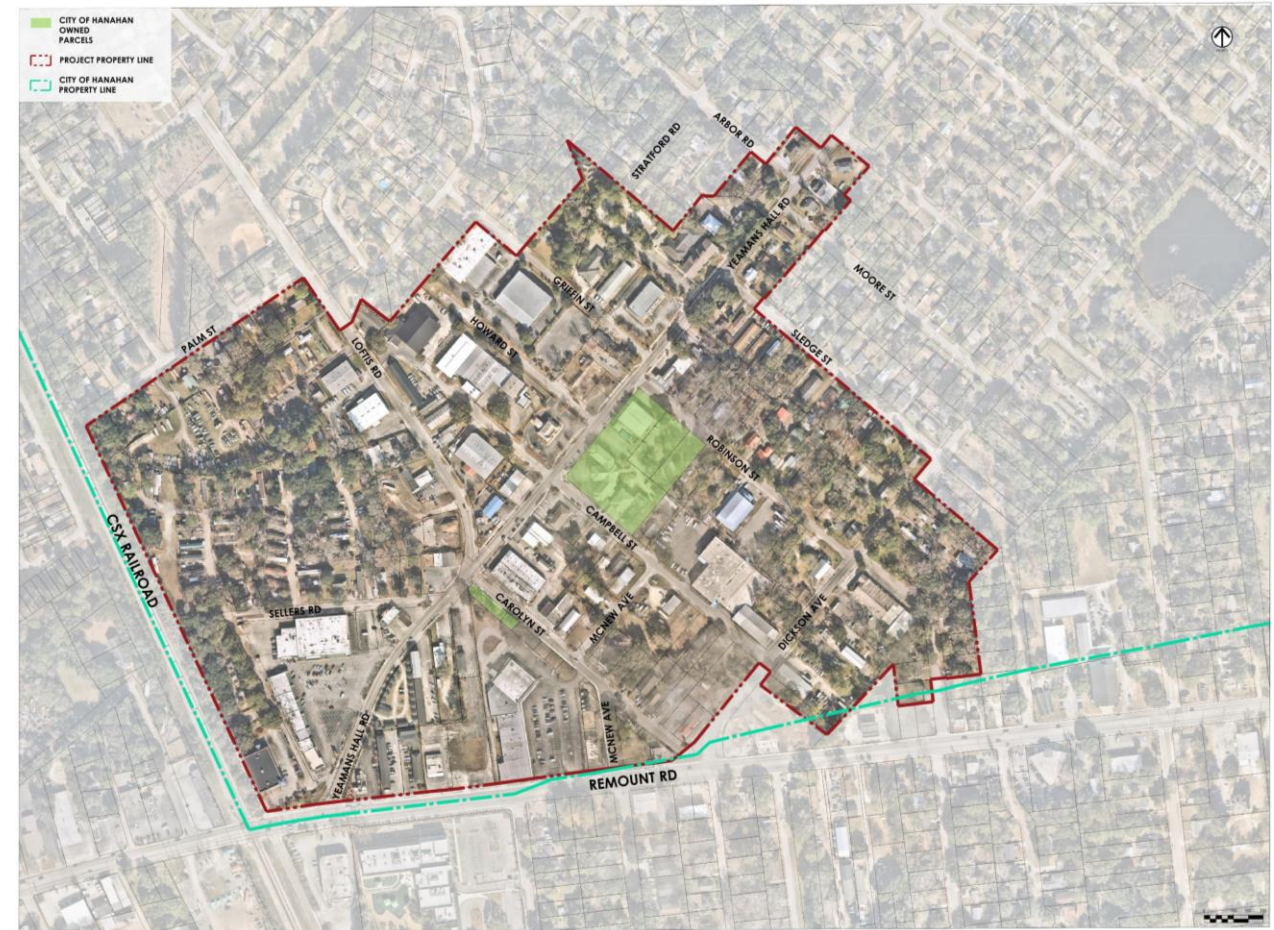 CITY OF HANAHAN
OWNED
PARCELS
PROJECT PROPERTY LINE
CITY OF HANAHAN
PROPERTY LINE
ARBOR RD
STRATFORD RD
YEAMANS HALL RD
MOORE ST
GRIFFIN ST
HOWARD ST
SLEDGE ST
PALM ST
LOFTIS RD
ROBINSON ST
CAMPBELL ST
CSX RAILROAD
SELLERS RD
CAROLYN ST
MCNEW AVE
DICKSON AVE
YEAMANS HALL RD
MCNEW AVE
REMOUNT RD